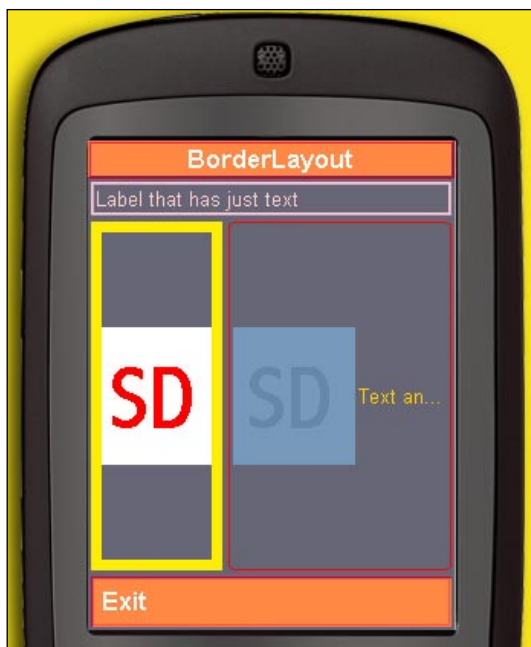 BorderLayout
Label that has just text
SD
SD
Text an...
Exit